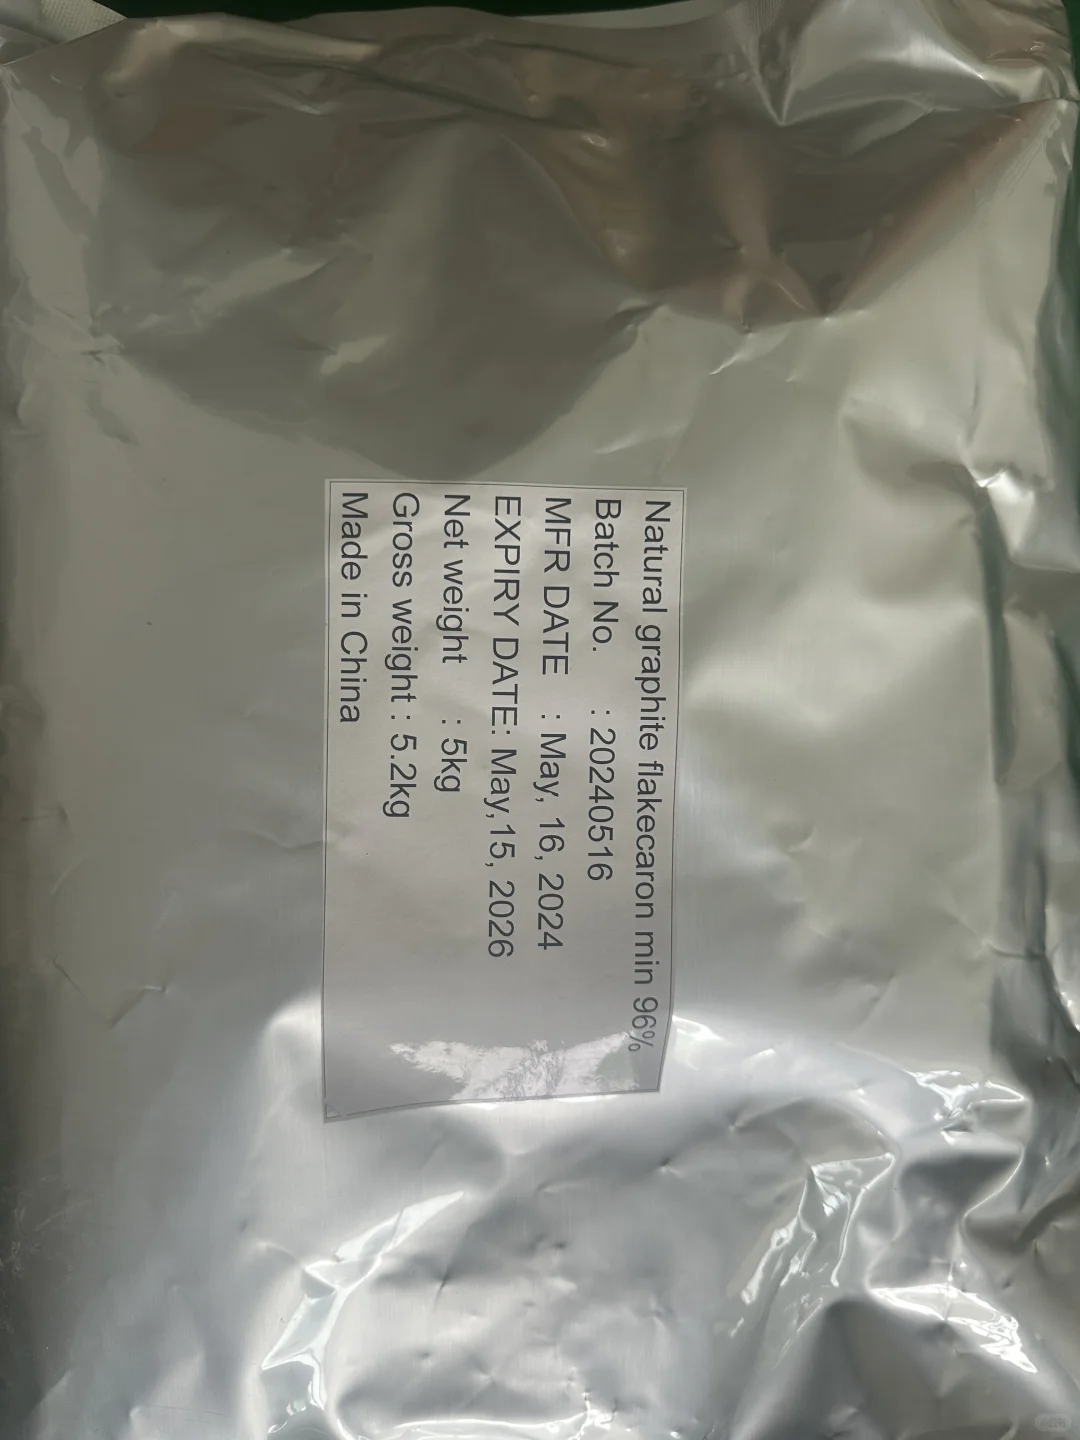 Natural graphite flakecaron min 96%
Batch No. : 20240516
MFR DATE : May, 16, 2024
EXPIRY DATE: May,15, 2026
Net weight : 5kg
Gross weight : 5.2kg
Made in China